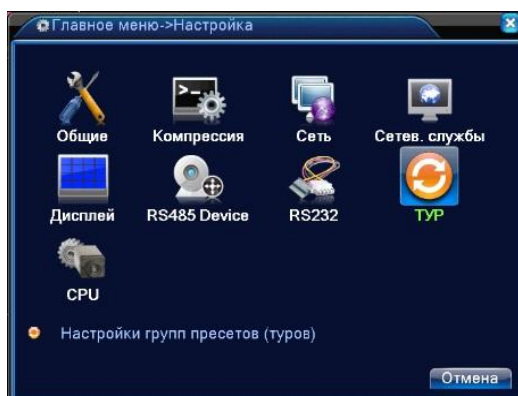 Главное меню->Настройка
Общие Компрессия Сеть Сетев. службы
Дисплей RS485 Device RS232 ТУР
CPU
Настройки групп пресетов (туров)
Отмена